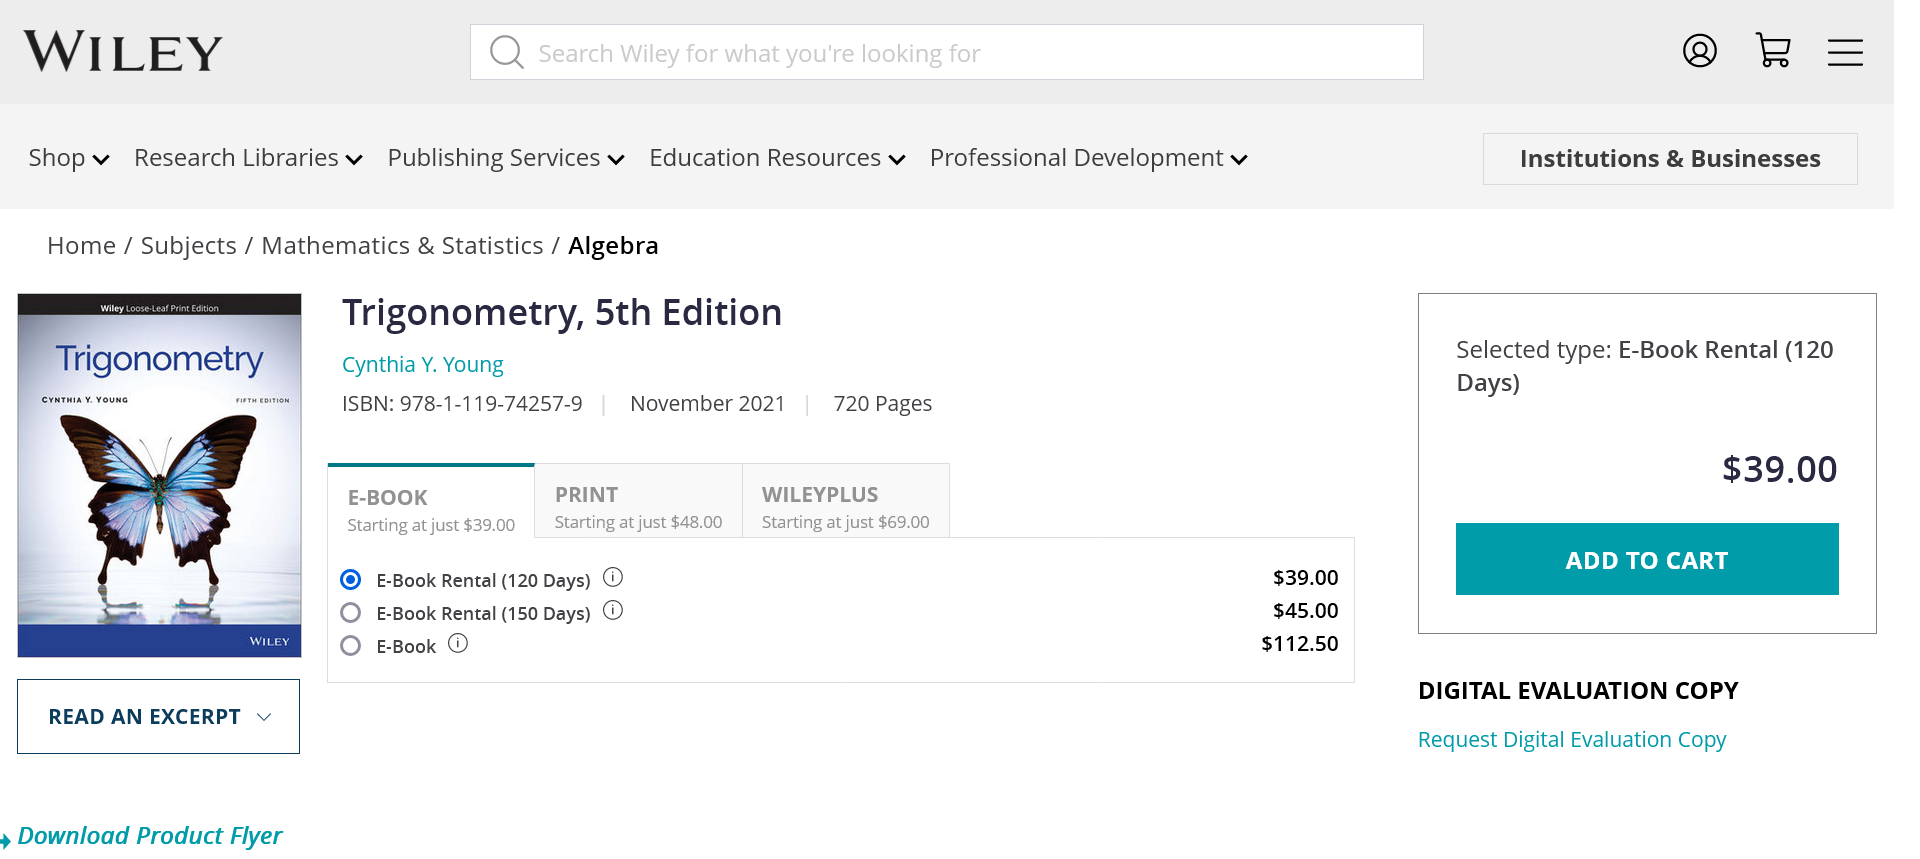 WILEY
Search Wiley for what you're looking for
Shop
Research Libraries
Publishing Services
Education Resources
Professional Development
Institutions & Businesses
Home / Subjects / Mathematics & Statistics / Algebra
Wiley Loose-Leaf Print Edition
Trigonometry
CYNTHIA Y. YOUNG
FIFTH EDITION
WILEY
READ AN EXCERPT
Download Product Flyer
Trigonometry, 5th Edition
Cynthia Y. Young
ISBN: 978-1-119-74257-9 | November 2021 | 720 Pages
E-BOOK
Starting at just $39.00
PRINT
Starting at just $48.00
WILEYPLUS
Starting at just $69.00
E-Book Rental (120 Days) $39.00
E-Book Rental (150 Days) $45.00
E-Book $112.50
Selected type: E-Book Rental (120
Days)
$39.00
ADD TO CART
DIGITAL EVALUATION COPY
Request Digital Evaluation Copy